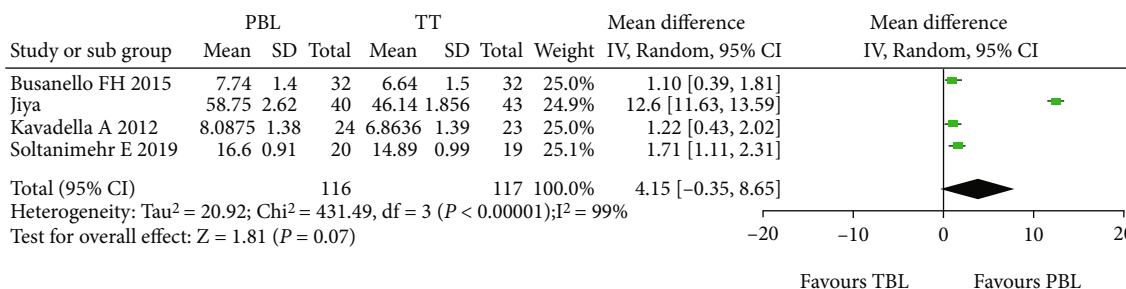 PBL TT Mean difference Mean difference
Study or sub group Mean SD Total Mean SD Total Weight IV, Random, 95% CI IV, Random, 95% CI
Busanello FH 2015 7.74 1.4 32 6.64 1.5 32 25.0% 1.10 [0.39, 1.81]
Jiya 58.75 2.62 40 46.14 1.856 43 24.9% 12.6 [11.63, 13.59]
Kavadella A 2012 8.0875 1.38 24 6.8636 1.39 23 25.0% 1.22 [0.43, 2.02]
Soltanimehr E 2019 16.6 0.91 20 14.89 0.99 19 25.1% 1.71 [1.11, 2.31]
Total (95% CI) 116 117 100.0% 4.15 [–0.35, 8.65]
Heterogeneity: Tau² = 20.92; Chi² = 431.49, df = 3 (P < 0.00001);I² = 99%
Test for overall effect: Z = 1.81 (P = 0.07)
–20 –10 0 10 20
Favours TBL Favours PBL